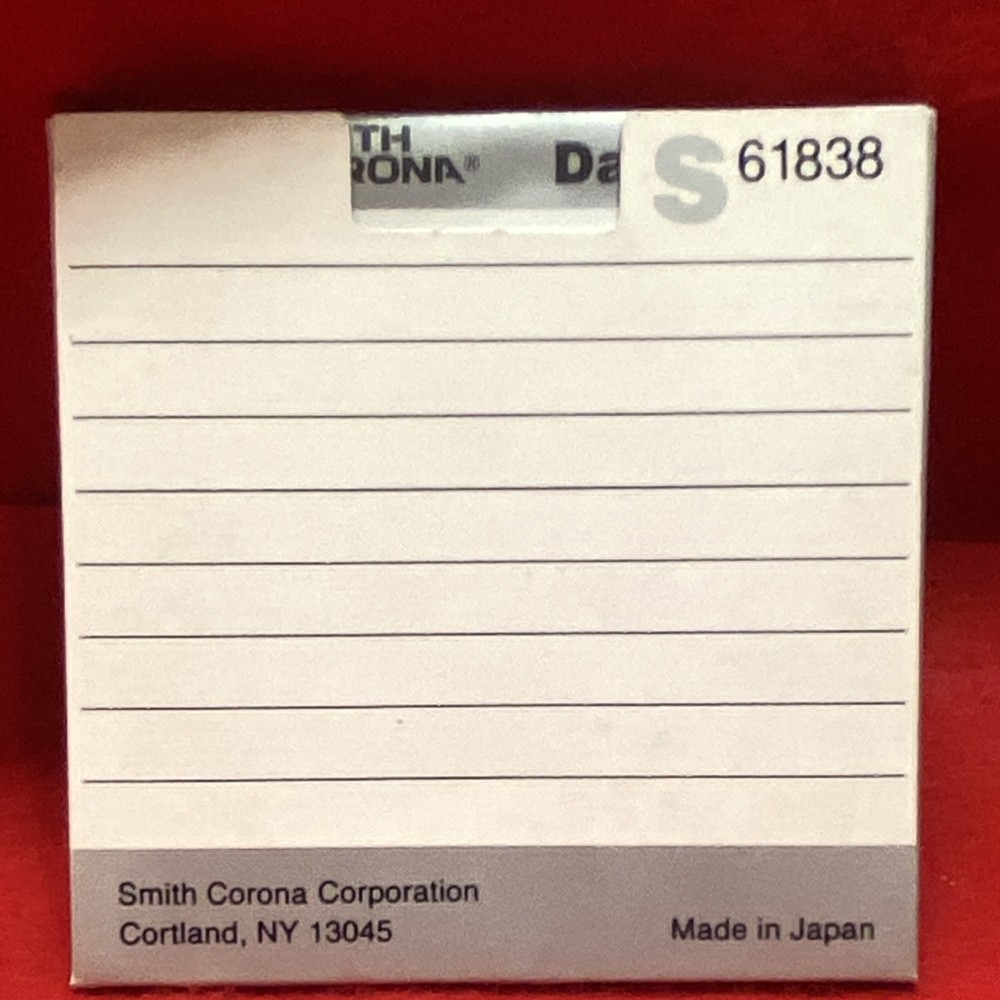 TH
RONA® Da
S 61838
Smith Corona Corporation
Cortland, NY 13045
Made in Japan